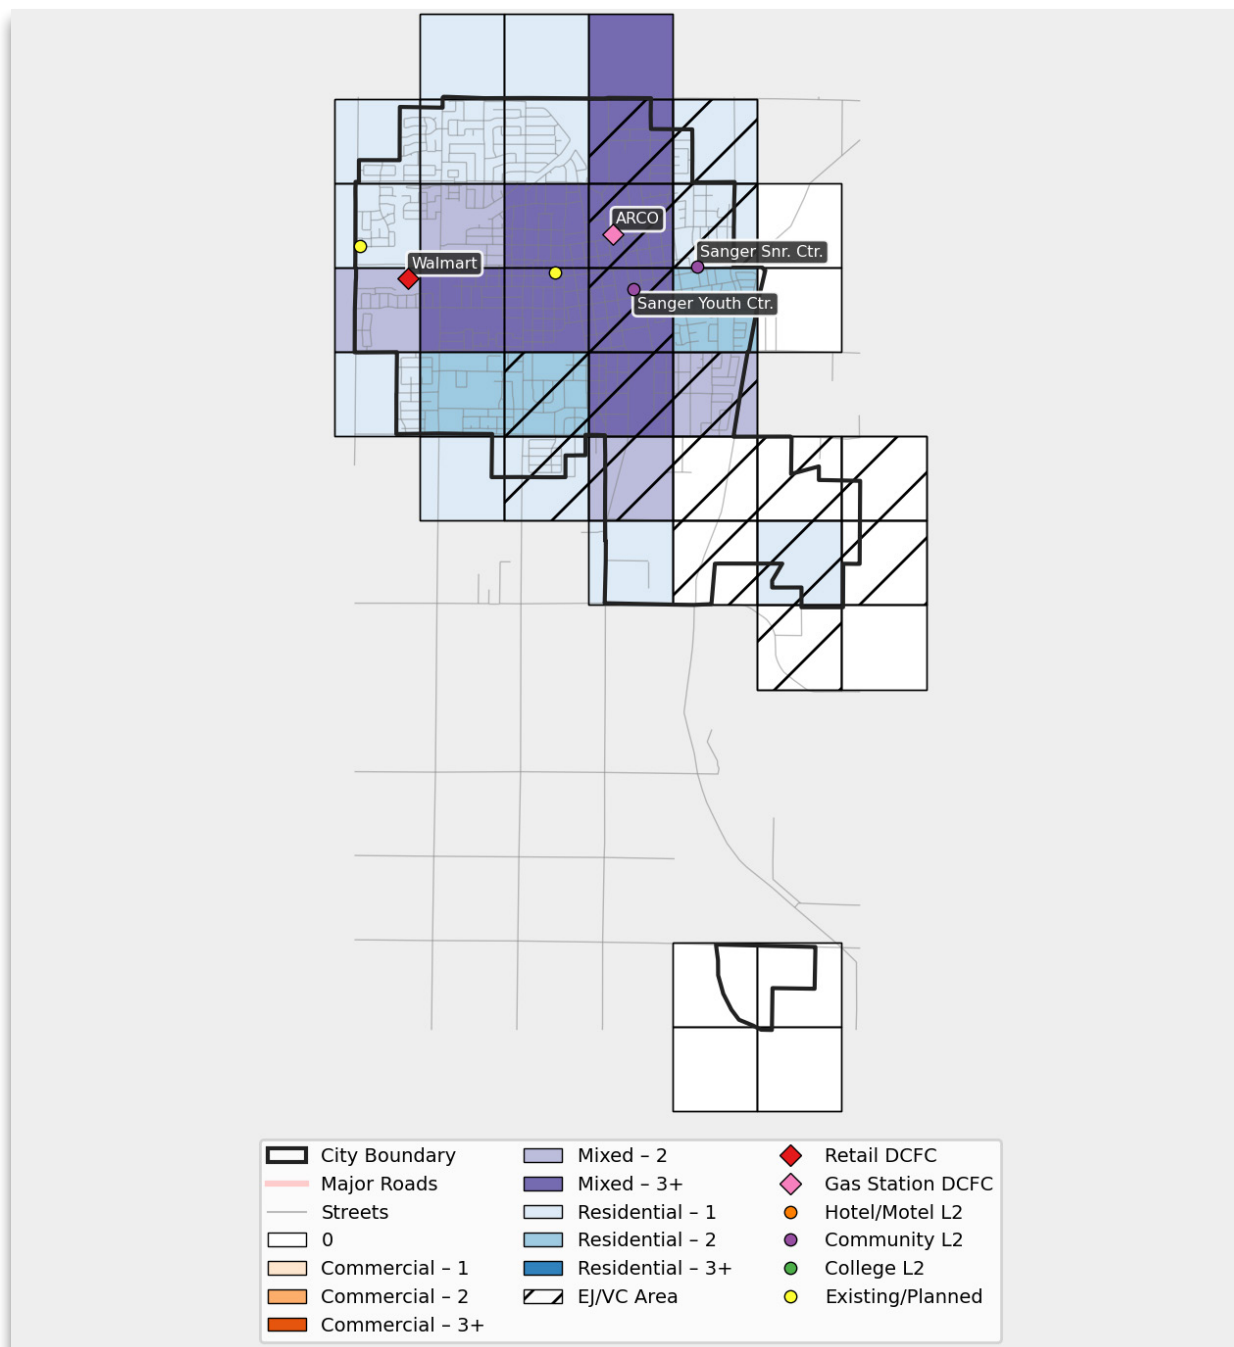 ARCO
Sanger Snr. Ctr.
Walmart
Sanger Youth Ctr.
City Boundary
Major Roads
Streets
0
Commercial – 1
Commercial – 2
Commercial – 3+
Mixed – 2
Mixed – 3+
Residential – 1
Residential – 2
Residential – 3+
EJ/VC Area
Retail DCFC
Gas Station DCFC
Hotel/Motel L2
Community L2
College L2
Existing/Planned